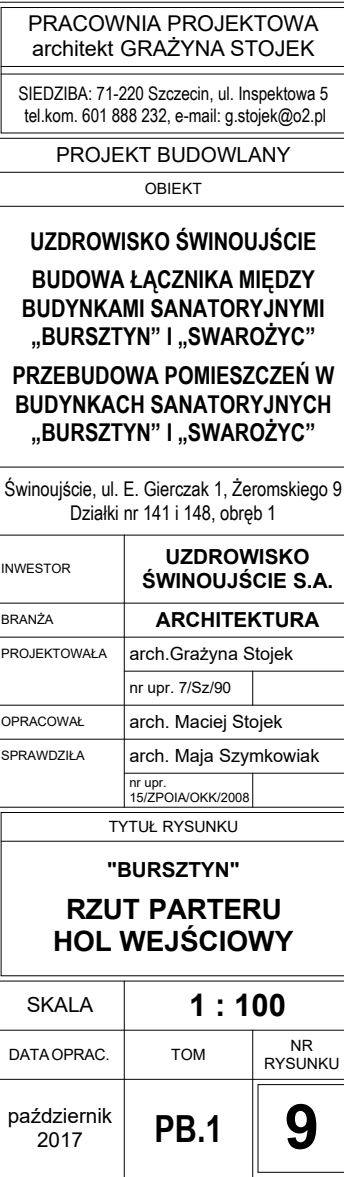 PRACOWNIA PROJEKTOWA
architekt GRAŻYNA STOJEK
SIEDZIBA: 71-220 Szczecin, ul. Inspektowa 5
tel.kom. 601 888 232, e-mail: g.stojek@o2.pl
PROJEKT BUDOWLANY
OBIEKT
UZDROWISKO ŚWINOUJŚCIE
BUDOWA ŁĄCZNIKA MIĘDZY
BUDYNKAMI SANATORYJNYMI
„BURSZTYN” I „SWAROŻYC”
PRZEBUDOWA POMIESZCZEŃ W
BUDYNKACH SANATORYJNYCH
„BURSZTYN” I „SWAROŻYC”
Świnoujście, ul. E. Gierczak 1, Żeromskiego 9
Działki nr 141 i 148, obręb 1
INWESTOR
UZDROWISKO
ŚWINOUJŚCIE S.A.
BRANŻA ARCHITEKTURA
PROJEKTOWAŁA arch.Grażyna Stojek
nr upr. 7/Sz/90
OPRACOWAŁ arch. Maciej Stojek
SPRAWDZIŁA arch. Maja Szymkowiak
nr upr.
15/ZPOIA/OKK/2008
TYTUŁ RYSUNKU
"BURSZTYN"
RZUT PARTERU
HOL WEJŚCIOWY
SKALA 1 : 100
DATA OPRAC. TOM NR
RYSUNKU
październik
2017
PB.1
9